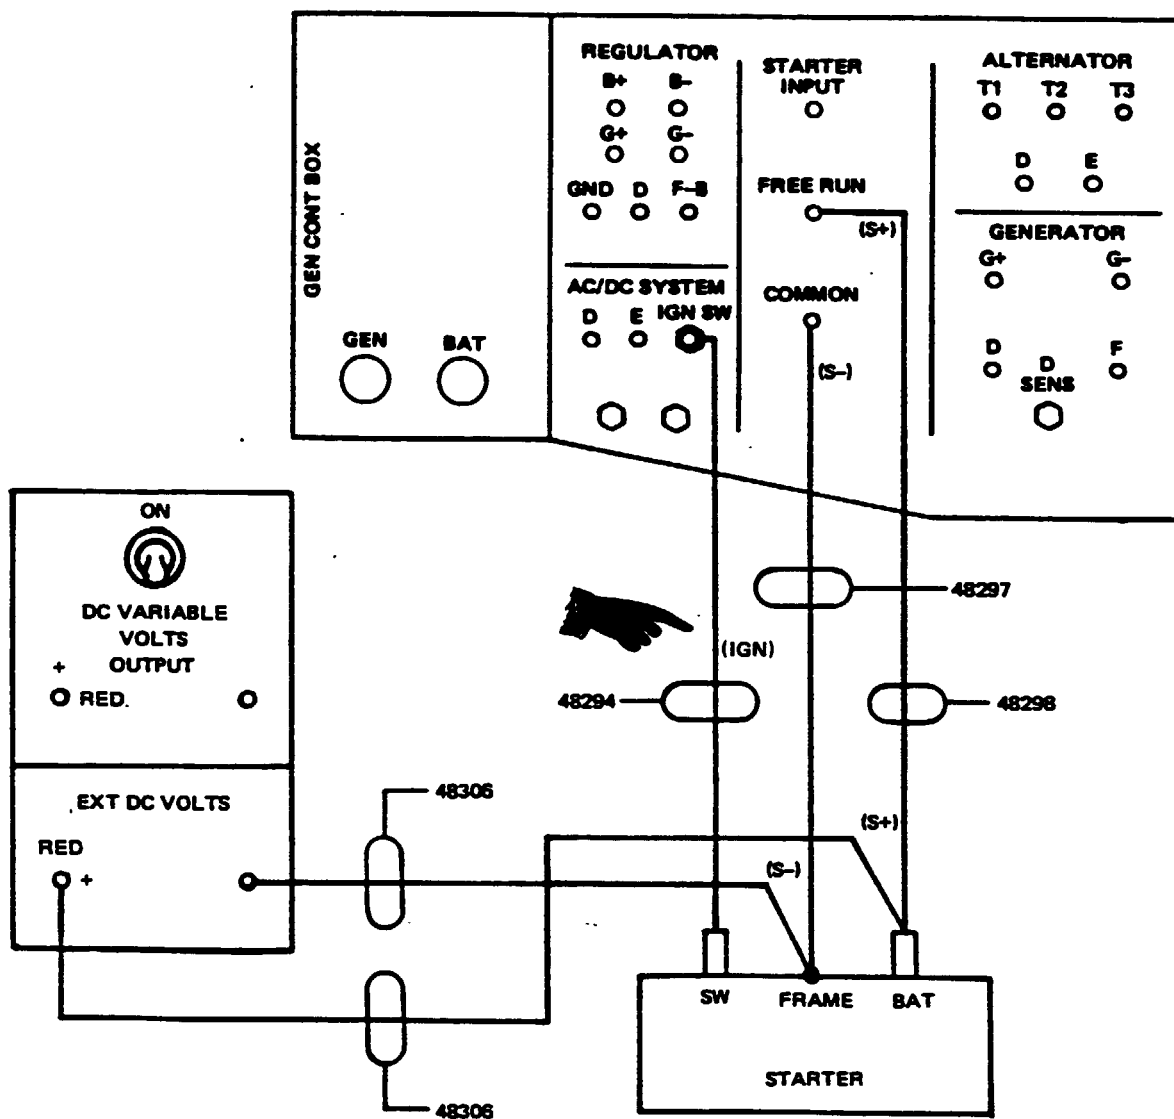 GEN CONT BOX
GEN
BAT
REGULATOR
B+
B-
G+
G-
GND
D
F-B
AC/DC SYSTEM
D
E
IGN SW
STARTER
INPUT
FREE RUN
(S+)
COMMON
(S-)
ALTERNATOR
T1
T2
T3
D
E
GENERATOR
G+
G-
D
D
SENS
F
ON
DC VARIABLE
VOLTS
OUTPUT
+
RED.
EXT DC VOLTS
RED
+
48297
(IGN)
48294
48298
48306
(S+)
(S-)
48306
SW
FRAME
BAT
STARTER